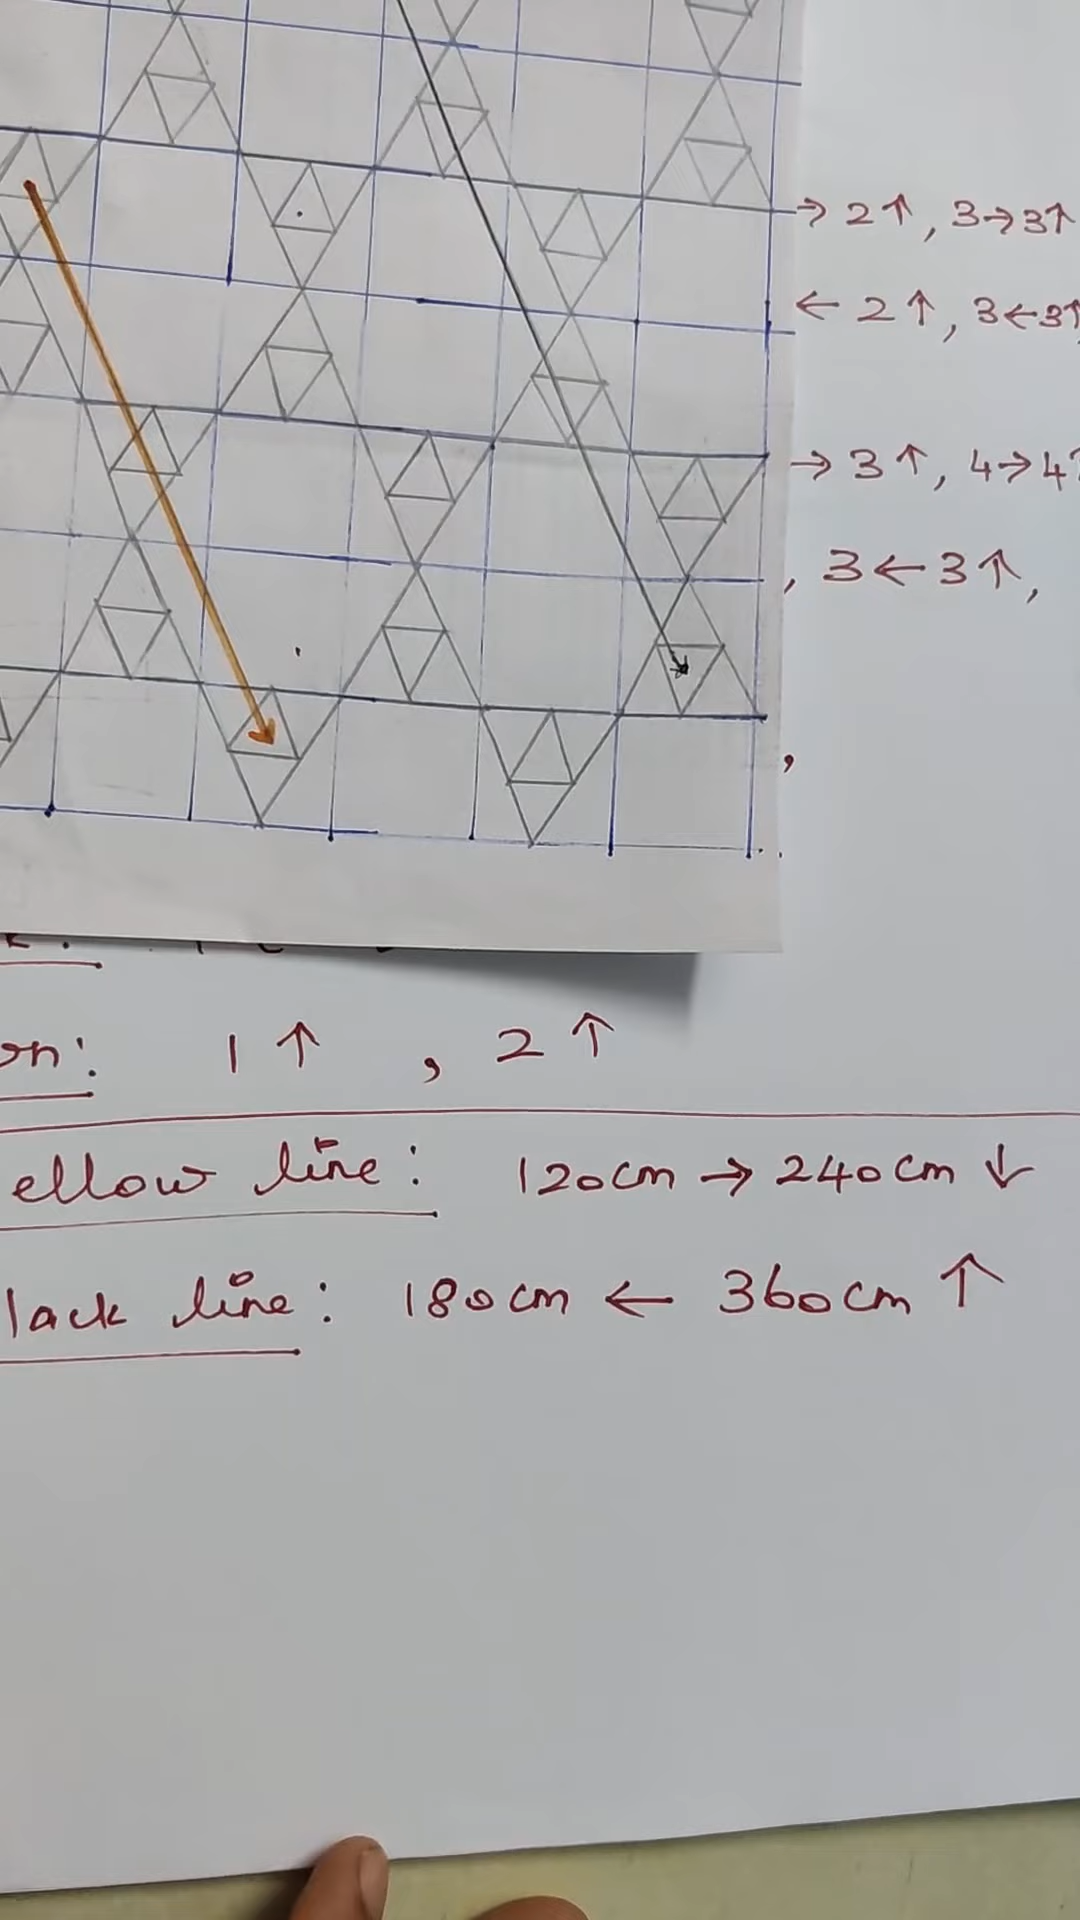 → 2↑, 3→3↑
← 2↑, 3←3↑,
→ 3↑, 4→4↑
, 3←3↑,
,
on: 1↑ , 2↑
ellow line: 120cm → 240cm ↓
lack line: 180cm ← 360cm ↑